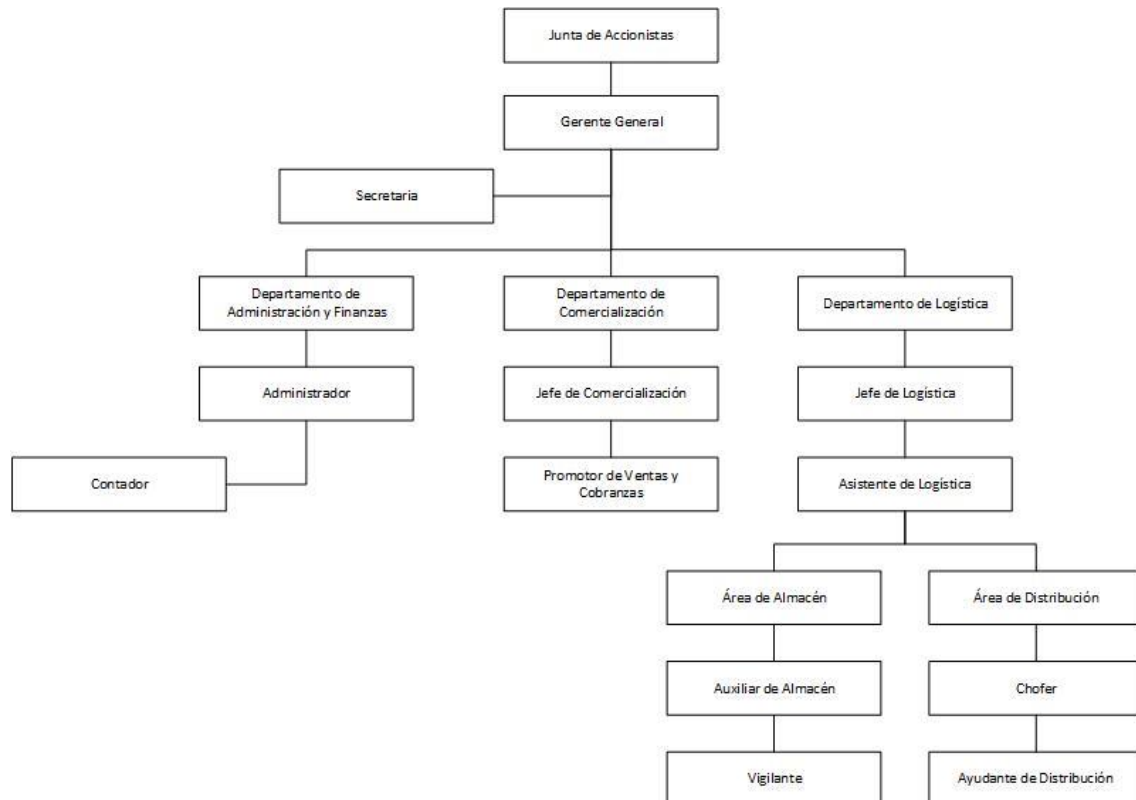 Junta de Accionistas
Gerente General
Secretaria
Departamento de
Administración y Finanzas
Departamento de
Comercialización
Departamento de Logística
Administrador
Jefe de Comercialización
Jefe de Logística
Contador
Promotor de Ventas y
Cobranzas
Asistente de Logística
Área de Almacén
Área de Distribución
Auxiliar de Almacén
Chofer
Vigilante
Ayudante de Distribución